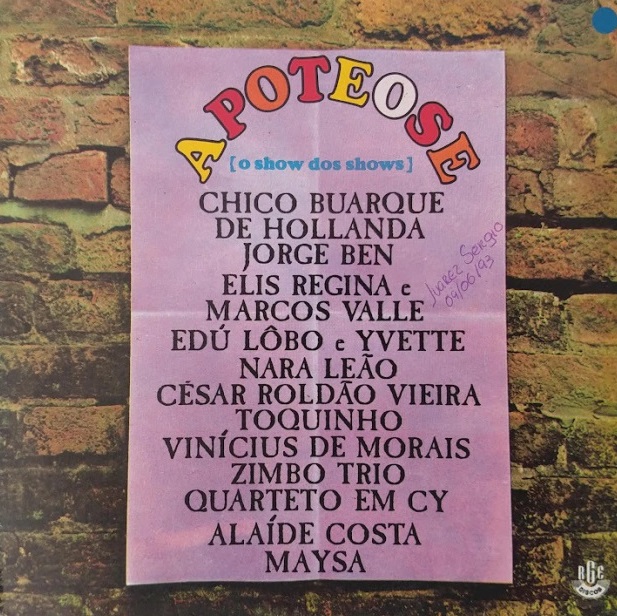 APOTEOSE
[o show dos shows]
CHICO BUARQUE
DE HOLLANDA
JORGE BEN
ELIS REGINA e
MARCOS VALLE
EDÚ LÔBO e YVETTE
NARA LEÃO
CÉSAR ROLDÃO VIEIRA
TOQUINHO
VINÍCIUS DE MORAIS
ZIMBO TRIO
QUARTETO EM CY
ALAÍDE COSTA
MAYSA
Juarez Sergio
09/06/93
RGE
DISCOS